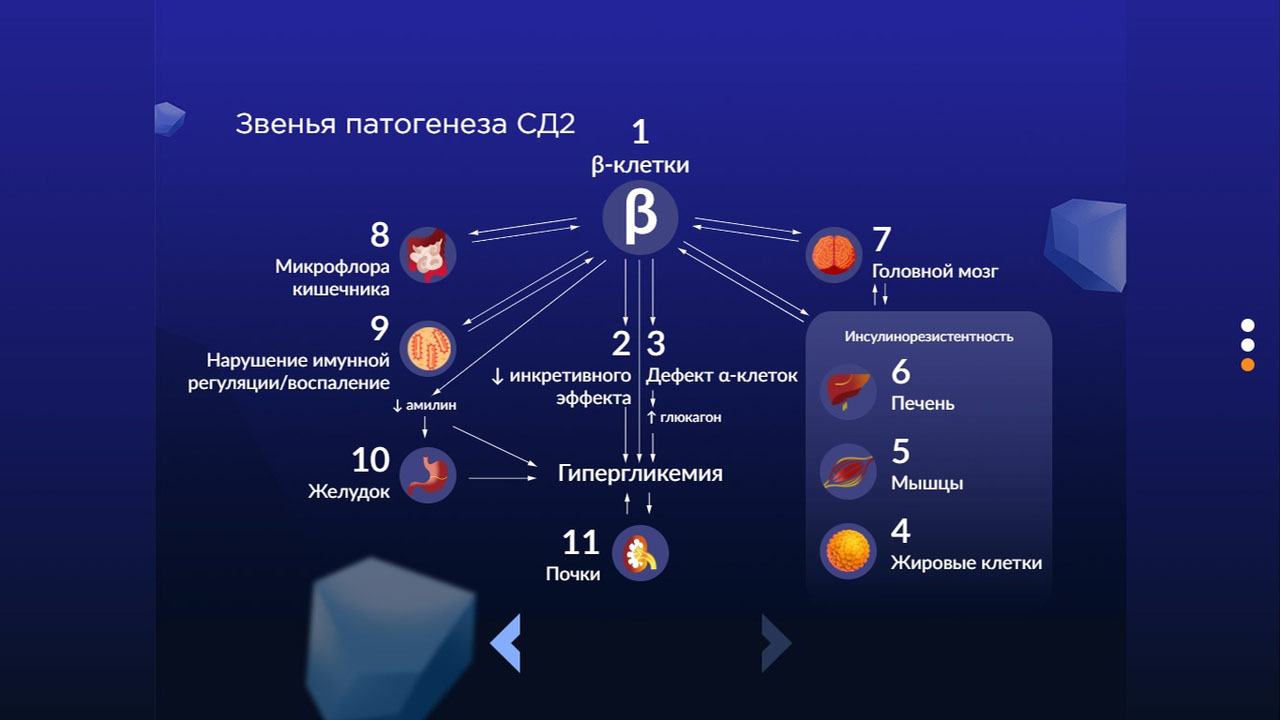 Звенья патогенеза СД2
1
β-клетки
β
8
Микрофлора
кишечника
7
Головной мозг
9
Нарушение имунной
регуляции/воспаление
↓ амилин
10
Желудок
2
↓ инкретивного
эффекта
3
Дефект α-клеток
↑ глюкагон
Гипергликемия
11
Почки
Инсулинорезистентность
6
Печень
5
Мышцы
4
Жировые клетки